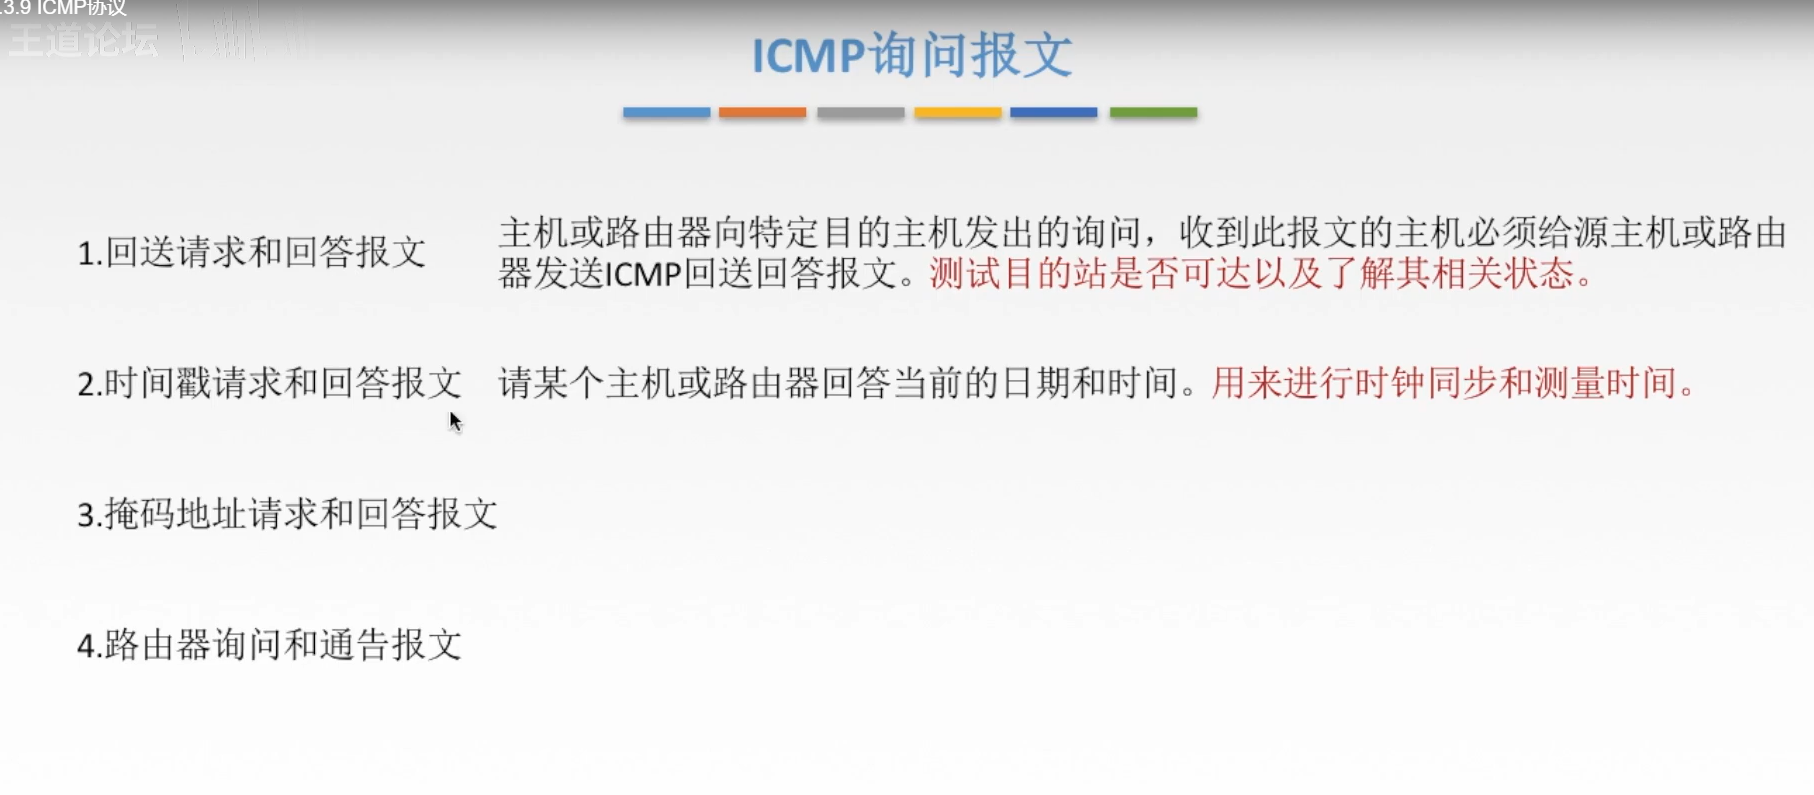 .3.9 ICMP协议
王道论坛
ICMP询问报文
1.回送请求和回答报文
主机或路由器向特定目的主机发出的询问，收到此报文的主机必须给源主机或路由
器发送ICMP回送回答报文。测试目的站是否可达以及了解其相关状态。
2.时间戳请求和回答报文
请某个主机或路由器回答当前的日期和时间。用来进行时钟同步和测量时间。
3.掩码地址请求和回答报文
4.路由器询问和通告报文